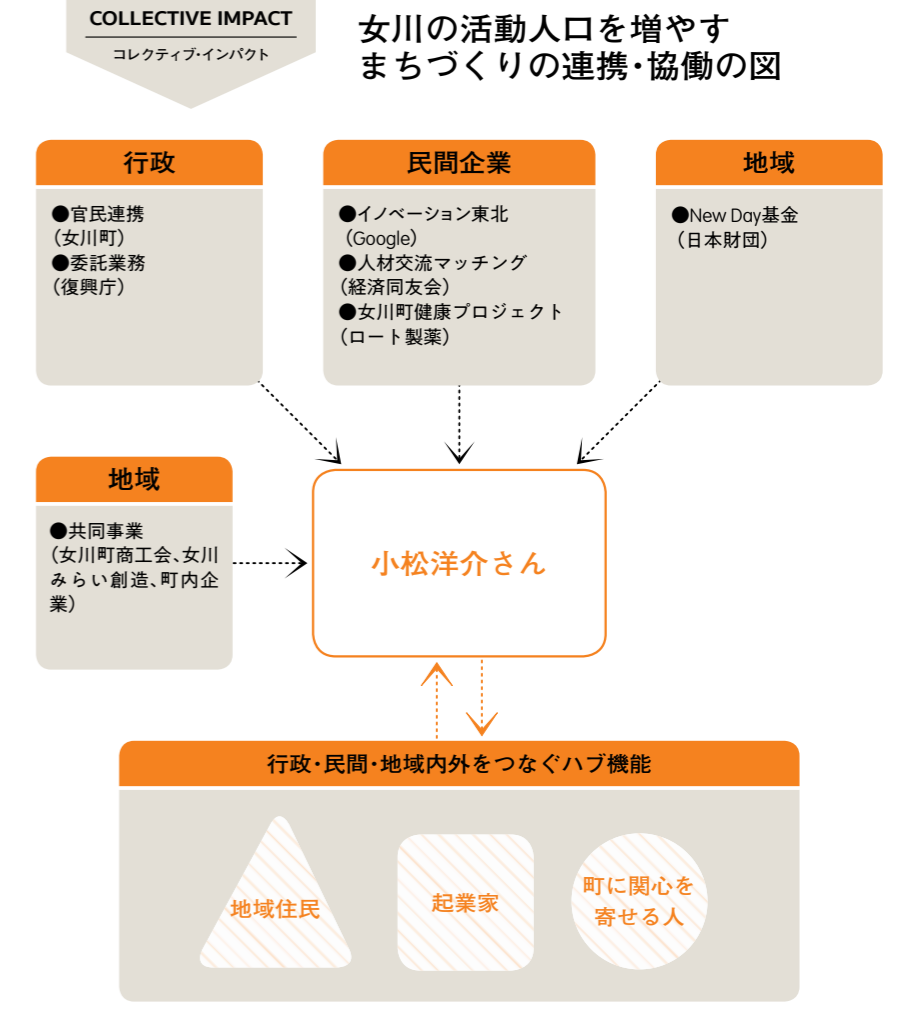 COLLECTIVE IMPACT
コレクティブ・インパクト
女川の活動人口を増やす
まちづくりの連携・協働の図
行政
●官民連携
（女川町）
●委託業務
（復興庁）
民間企業
●イノベーション東北
（Google）
●人材交流マッチング
（経済同友会）
●女川町健康プロジェクト
（ロート製薬）
地域
●New Day基金
（日本財団）
地域
●共同事業
（女川町商工会、女川
みらい創造、町内企
業）
小松洋介さん
行政・民間・地域内外をつなぐハブ機能
地域住民
起業家
町に関心を
寄せる人